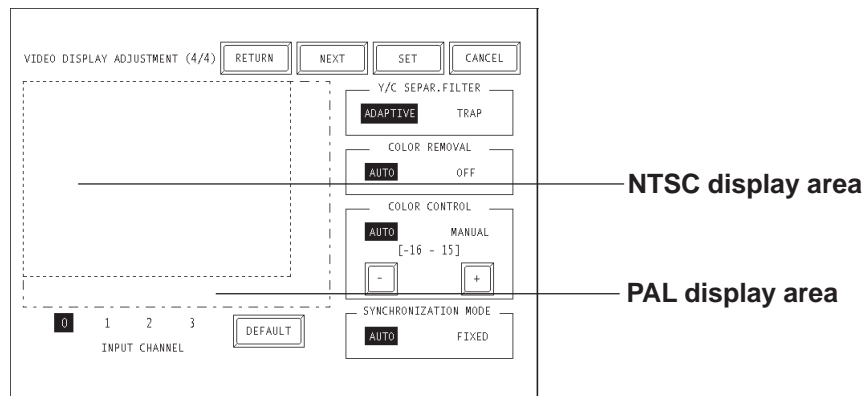 VIDEO DISPLAY ADJUSTMENT (4/4) RETURN NEXT SET CANCEL
Y/C SEPAR.FILTER
ADAPTIVE TRAP
COLOR REMOVAL
AUTO OFF
NTSC display area
COLOR CONTROL
AUTO MANUAL
[-16 - 15]
- +
PAL display area
SYNCHRONIZATION MODE
AUTO FIXED
0 1 2 3 DEFAULT
INPUT CHANNEL